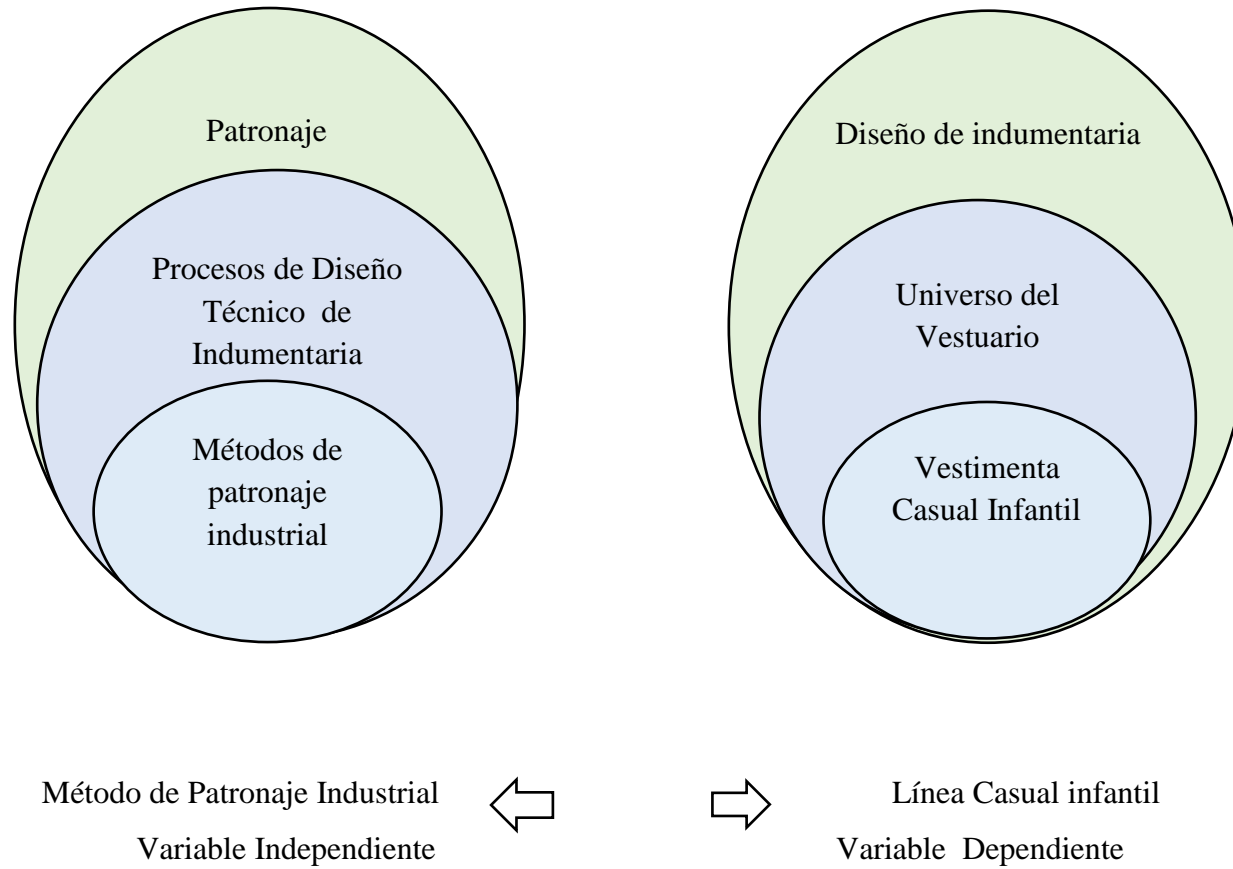 Patronaje
Procesos de Diseño
Técnico de
Indumentaria
Métodos de
patronaje
industrial
Diseño de indumentaria
Universo del
Vestuario
Vestimenta
Casual Infantil
Método de Patronaje Industrial
Variable Independiente
Línea Casual infantil
Variable Dependiente